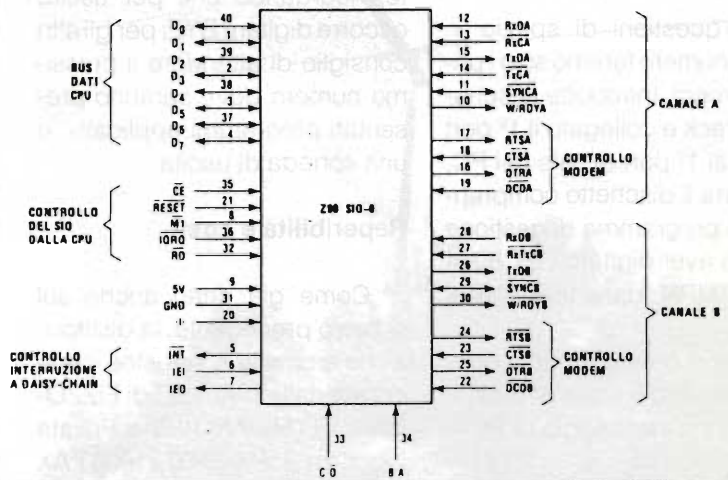 BUS
DATI
CPU
40
D1
39
D2
2
D3
38
D4
3
D5
37
D6
4
D7
CONTROLLO
DEL SIO
DALLA CPU
35
CE
21
RESET
8
M1
36
IORQ
32
RD
9
5V
31
GND
20
CONTROLLO
INTERRUZIONE
A DAISY-CHAIN
5
INT
6
IEI
7
IEO
Z80 SIO-0
12
RxDA
13
RxCA
15
TxDA
14
TxCA
11
SYNCA
10
W/RDYA
17
RTSA
18
CTSA
16
DTRA
19
DCDA
CONTROLLO
MODEM
CANALE A
28
RxDB
27
RxTxCB
26
TxDB
29
SYNCB
30
W/RDYB
24
RTSB
23
CTSB
25
DTRB
22
DCDB
CONTROLLO
MODEM
CANALE B
33
34